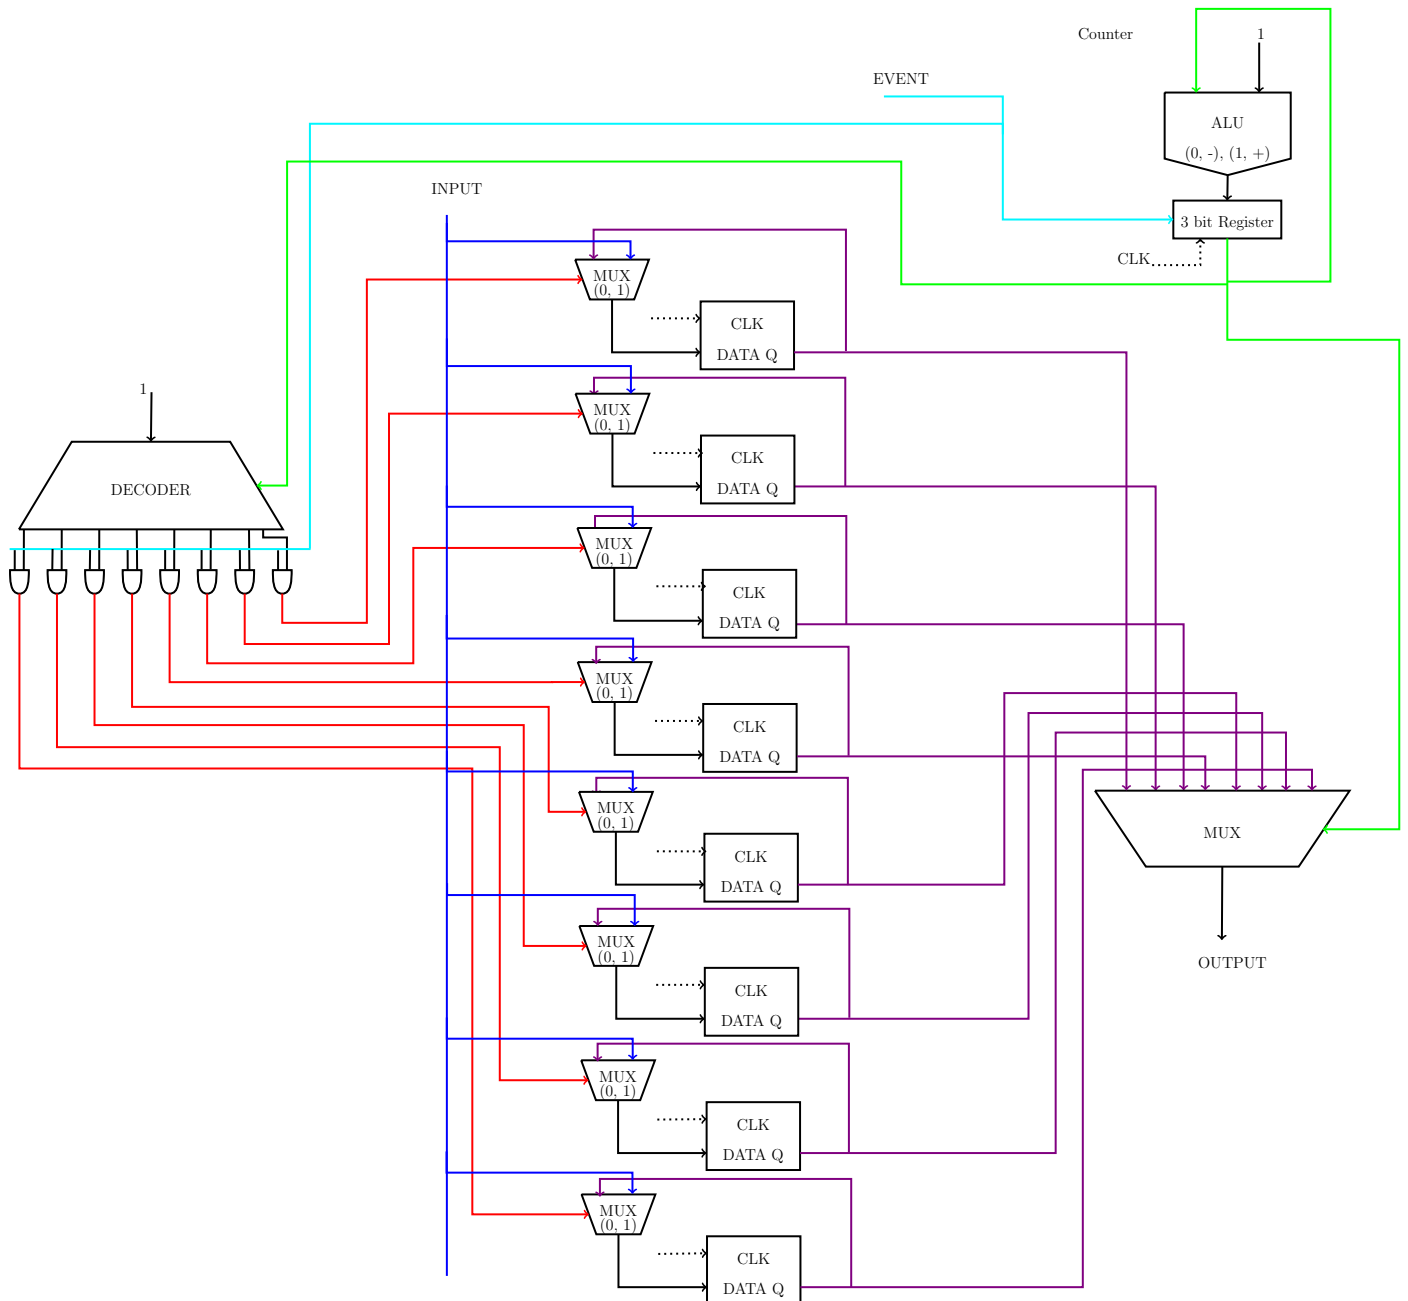 Counter
1
EVENT
ALU
(0, -), (1, +)
INPUT
3 bit Register
CLK
MUX
(0, 1)
CLK
DATA Q
1
MUX
(0, 1)
CLK
DATA Q
DECODER
MUX
(0, 1)
CLK
DATA Q
MUX
(0, 1)
CLK
DATA Q
MUX
(0, 1)
MUX
CLK
DATA Q
MUX
(0, 1)
OUTPUT
CLK
DATA Q
MUX
(0, 1)
CLK
DATA Q
MUX
(0, 1)
CLK
DATA Q